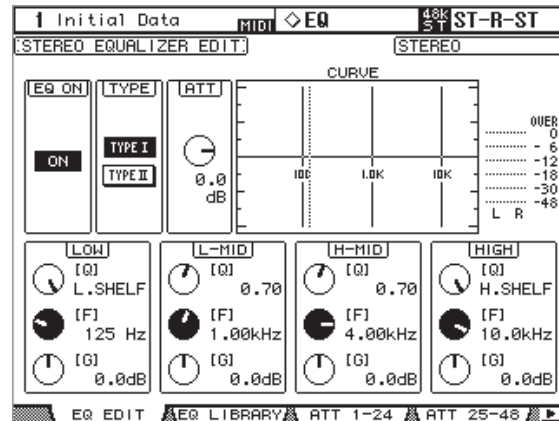 1 Initial Data MIDI ◇EQ 48K ST ST-R-ST
STEREO EQUALIZER EDIT STEREO
CURVE
EQ ON TYPE ATT
ON
TYPE I
TYPE II
0.0
dB
100 1.0K 10K
OVER
0
- 6
-12
-18
-30
-48
L R
LOW L-MID H-MID HIGH
[Q] [Q] [Q] [Q]
L.SHELF 0.70 0.70 H.SHELF
[F] [F] [F] [F]
125 Hz 1.00kHz 4.00kHz 10.0kHz
[G] [G] [G] [G]
0.0dB 0.0dB 0.0dB 0.0dB
EQ EDIT EQ LIBRARY ATT 1-24 ATT 25-48